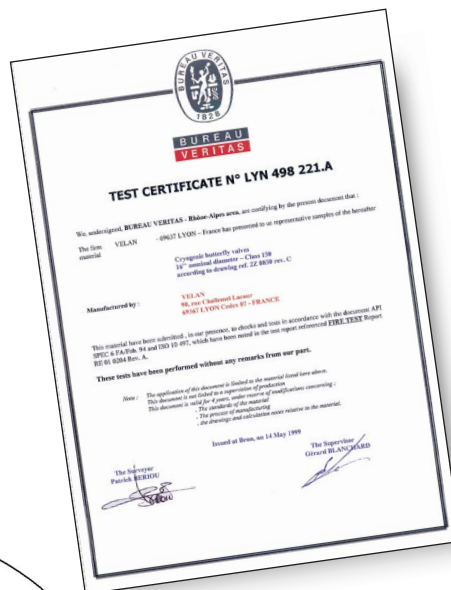 BUREAU VERITAS
1828
BUREAU
VERITAS
TEST CERTIFICATE N° LYN 498 221.A
We, undersigned, BUREAU VERITAS - Rhône-Alpes area, are certifying by the present document that :
The firm VELAN - 69637 LYON – France has presented to us representative samples of the hereafter
material
Cryogenic butterfly valves
16" nominal diameter – Class 150
according to drawing ref. 2Z 0850 rev. C
Manufactured by :
VELAN
90, rue Challemel Lacour
69367 LYON Cedex 07 - FRANCE
This material have been submitted , in our presence, to checks and tests in accordance with the document API
SPEC 6 FA/Feb. 94 and ISO 10 497, which have been noted in the test report referenced FIRE TEST Report
RE 01 0204 Rev. A.
These tests have been performed without any remarks from our part.
Note : The application of this document is limited to the material listed here above.
This document is not linked to a supervision of production
This document is valid for 4 years, under reserve of modifications concerning :
. The standards of the material
. The process of manufacturing
. the drawings and calculation notes relative to the material.
Issued at Bron, on 14 May 1999
The Surveyor
Patrick BERIOU
The Supervisor
Gérard BLANCHARD